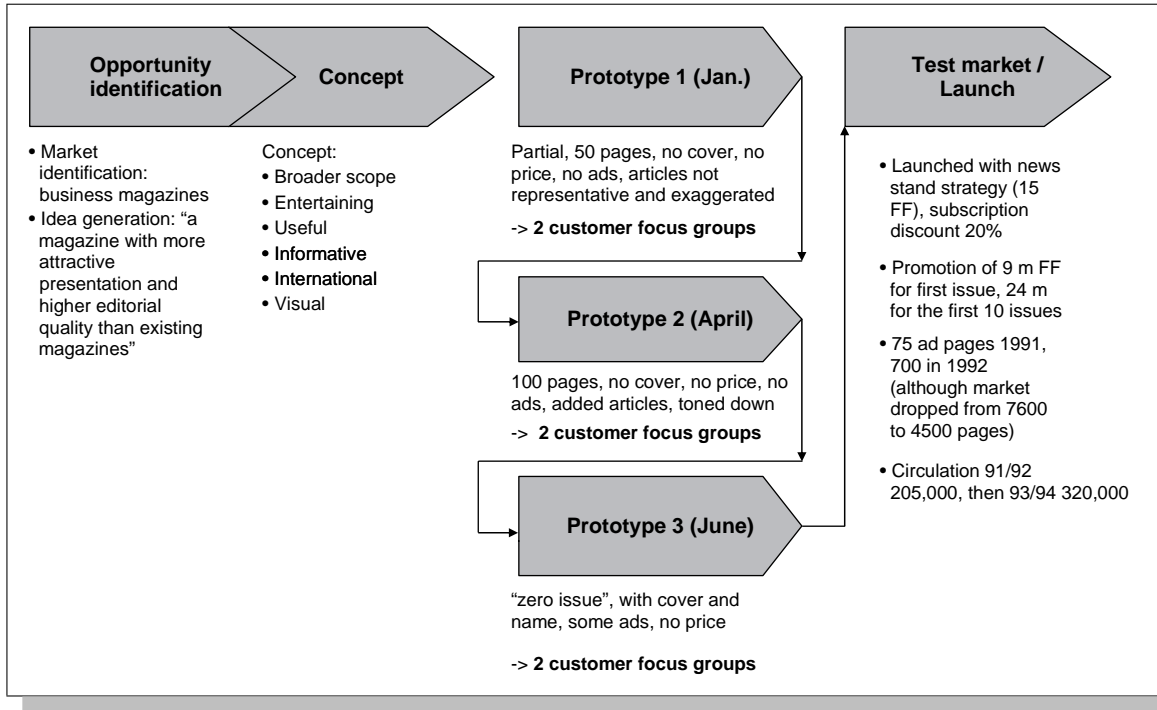 Opportunity
identification
• Market
identification:
business magazines
• Idea generation: “a
magazine with more
attractive
presentation and
higher editorial
quality than existing
magazines”
Concept
Concept:
• Broader scope
• Entertaining
• Useful
• Informative
• International
• Visual
Prototype 1 (Jan.)
Partial, 50 pages, no cover, no
price, no ads, articles not
representative and exaggerated
-> 2 customer focus groups
Prototype 2 (April)
100 pages, no cover, no price, no
ads, added articles, toned down
-> 2 customer focus groups
Prototype 3 (June)
“zero issue”, with cover and
name, some ads, no price
-> 2 customer focus groups
Test market /
Launch
• Launched with news
stand strategy (15
FF), subscription
discount 20%
• Promotion of 9 m FF
for first issue, 24 m
for the first 10 issues
• 75 ad pages 1991,
700 in 1992
(although market
dropped from 7600
to 4500 pages)
• Circulation 91/92
205,000, then 93/94 320,000